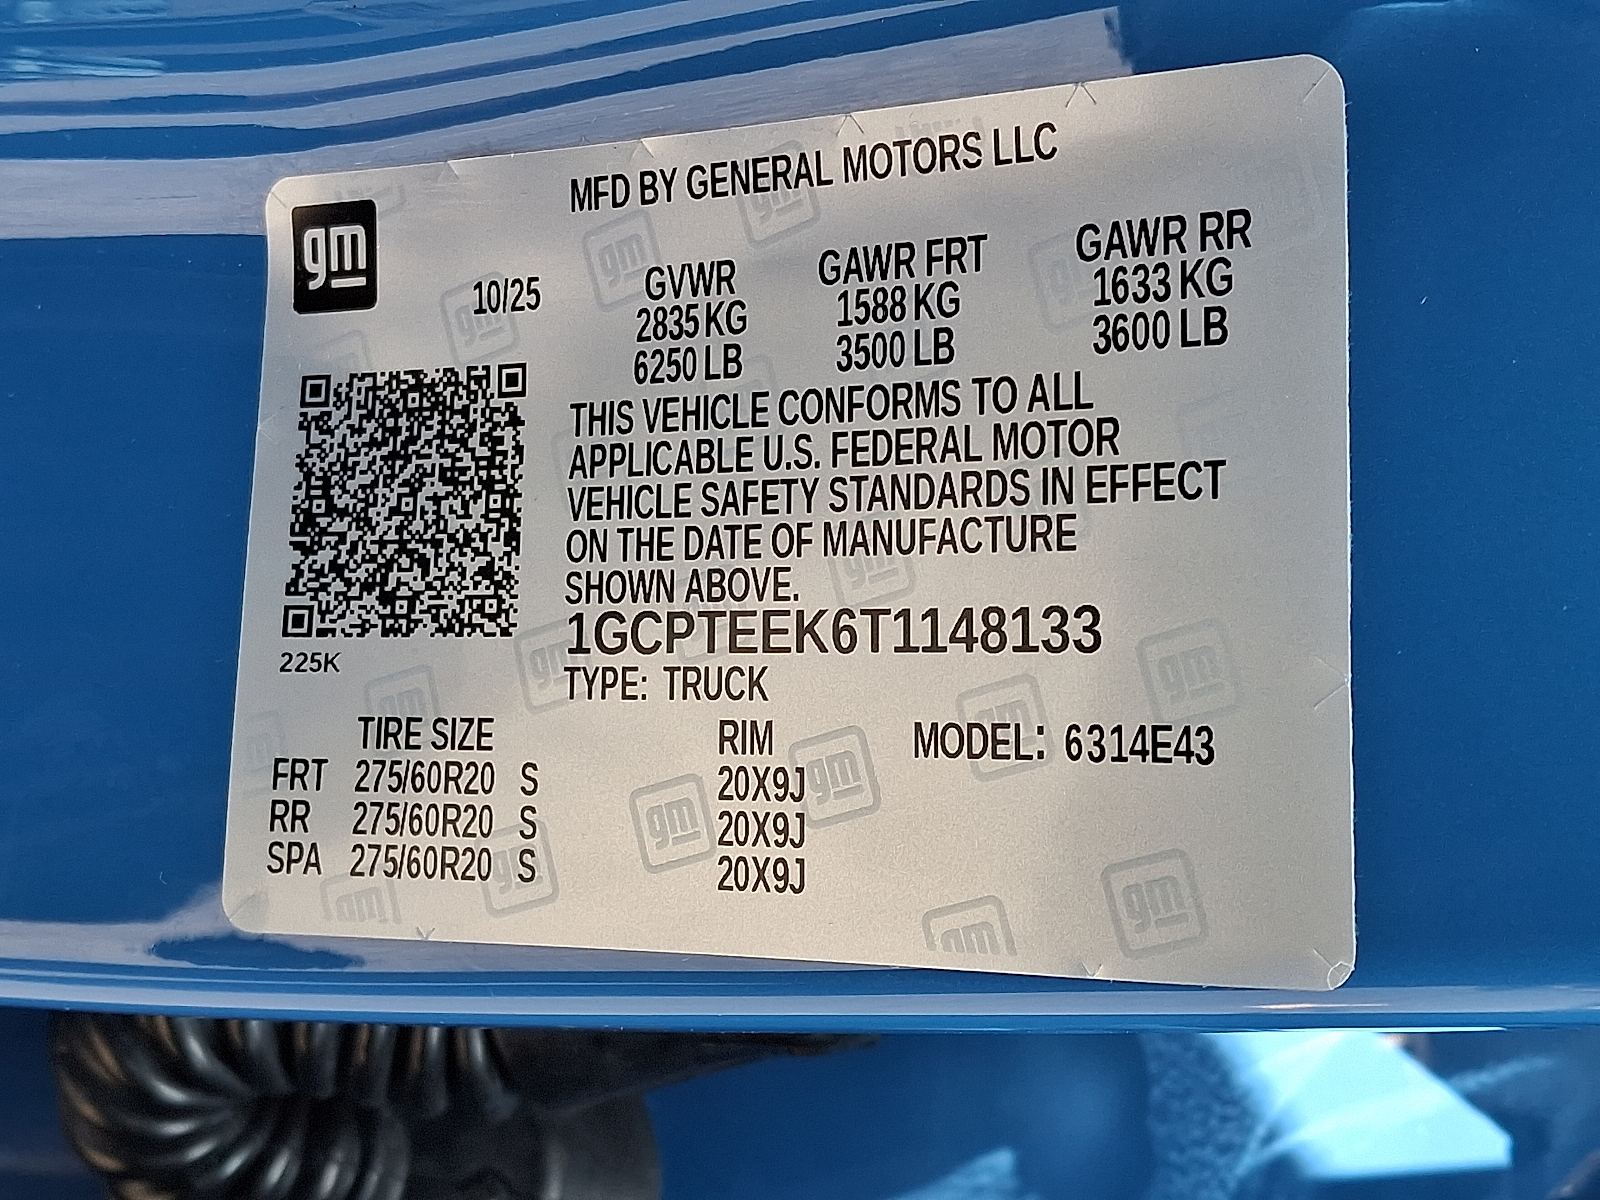 MFD BY GENERAL MOTORS LLC
gm
10/25
GVWR GAWR FRT GAWR RR
2835 KG 1588 KG 1633 KG
6250 LB 3500 LB 3600 LB
THIS VEHICLE CONFORMS TO ALL
APPLICABLE U.S. FEDERAL MOTOR
VEHICLE SAFETY STANDARDS IN EFFECT
ON THE DATE OF MANUFACTURE
SHOWN ABOVE.
1GCPTEEK6T1148133
225K
TYPE: TRUCK
TIRE SIZE RIM MODEL: 6314E43
FRT 275/60R20 S 20X9J
RR 275/60R20 S 20X9J
SPA 275/60R20 S 20X9J